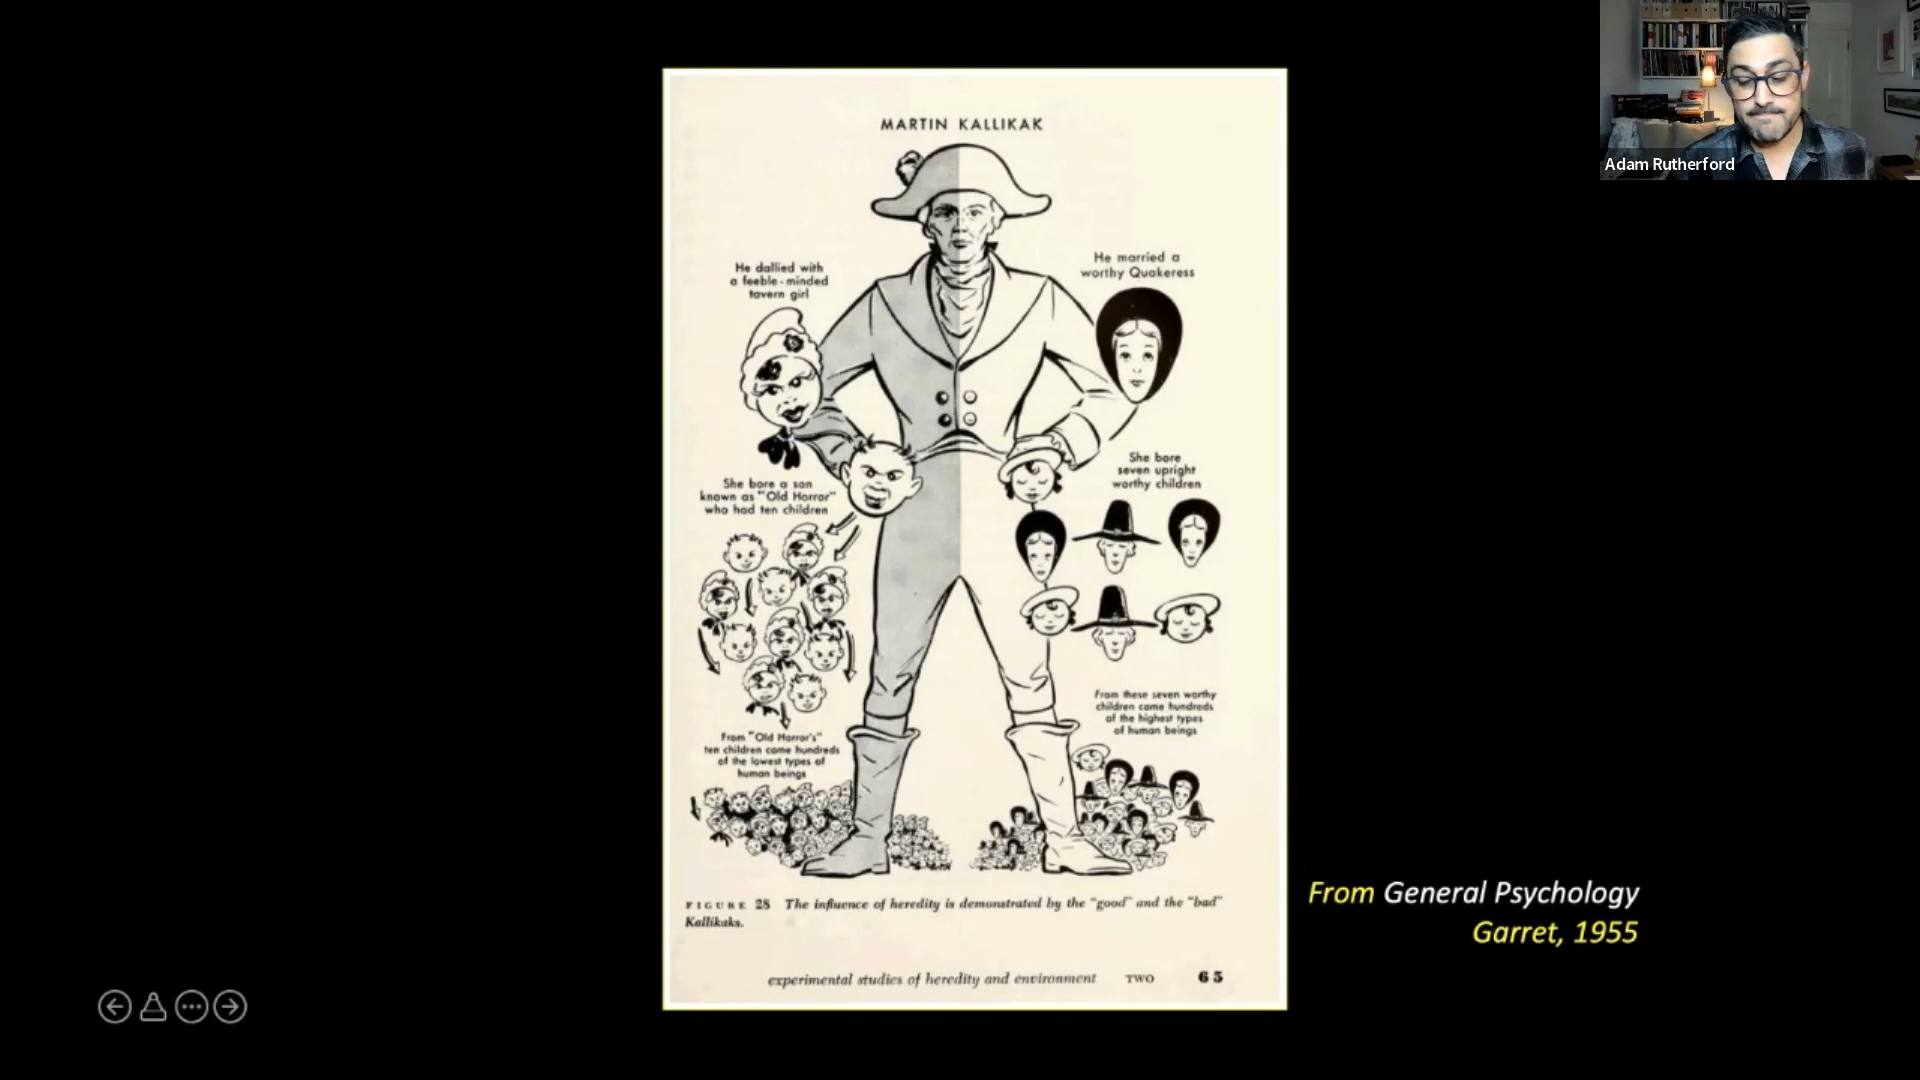 MARTIN KALLIKAK
He dallied with
a feeble-minded
tavern girl
He married a
worthy Quakeress
She bore a son
known as "Old Horror"
who had ten children
She bore
seven upright
worthy children
From "Old Horror's"
ten children came hundreds
of the lowest types of
human beings
From these seven worthy
children came hundreds
of the highest types
of human beings
FIGURE 28 The influence of heredity is demonstrated by the "good" and the "bad"
Kallikaks.
experimental studies of heredity and environment TWO 65
From General Psychology
Garret, 1955
Adam Rutherford